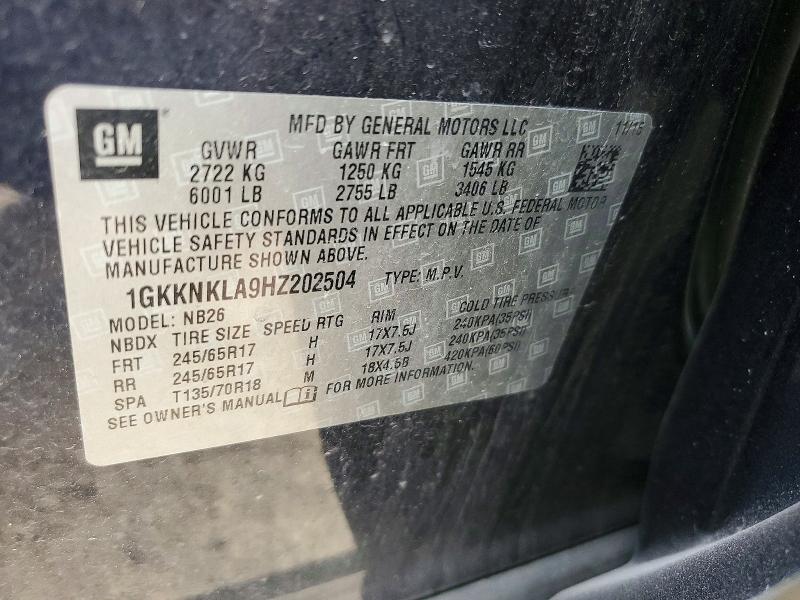 GM
MFD BY GENERAL MOTORS LLC
GVWR GAWR FRT GAWR RR
2722 KG 1250 KG 1545 KG
6001 LB 2755 LB 3406 LB
THIS VEHICLE CONFORMS TO ALL APPLICABLE U.S. FEDERAL MOTOR
VEHICLE SAFETY STANDARDS IN EFFECT ON THE DATE OF
MANUFACTURE SHOWN ABOVE.
1GKKNKLA9HZ202504 TYPE: M.P.V.
MODEL: NB26
NBDX TIRE SIZE SPEED RTG RIM COLD TIRE
FRT 245/65R17 H 17X7.5J 240KPA(35PSI)
RR 245/65R17 H 17X7.5J 240KPA(35PSI)
SPA T135/70R18 M 18X4.5B 420KPA(60PSI)
SEE OWNER'S MANUAL FOR MORE INFORMATION.